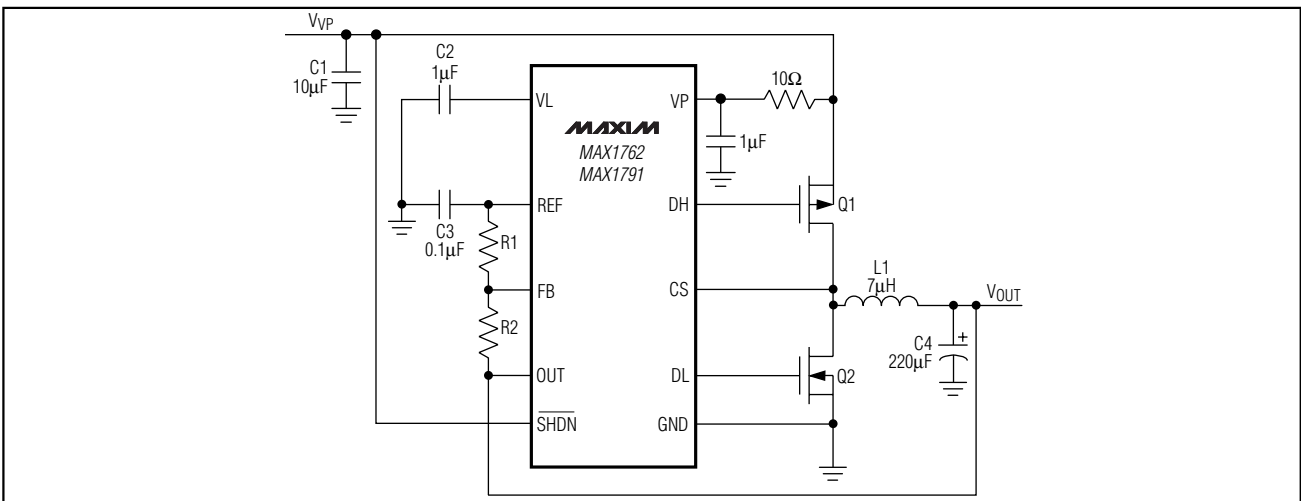 V_VP
C1
10µF
C2
1µF
VL
VP
10Ω
1µF
MAXIM
MAX1762
MAX1791
REF
DH
Q1
C3
0.1µF
R1
FB
CS
L1
7µH
V_OUT
R2
C4
220µF
+
OUT
DL
Q2
SHDN
GND